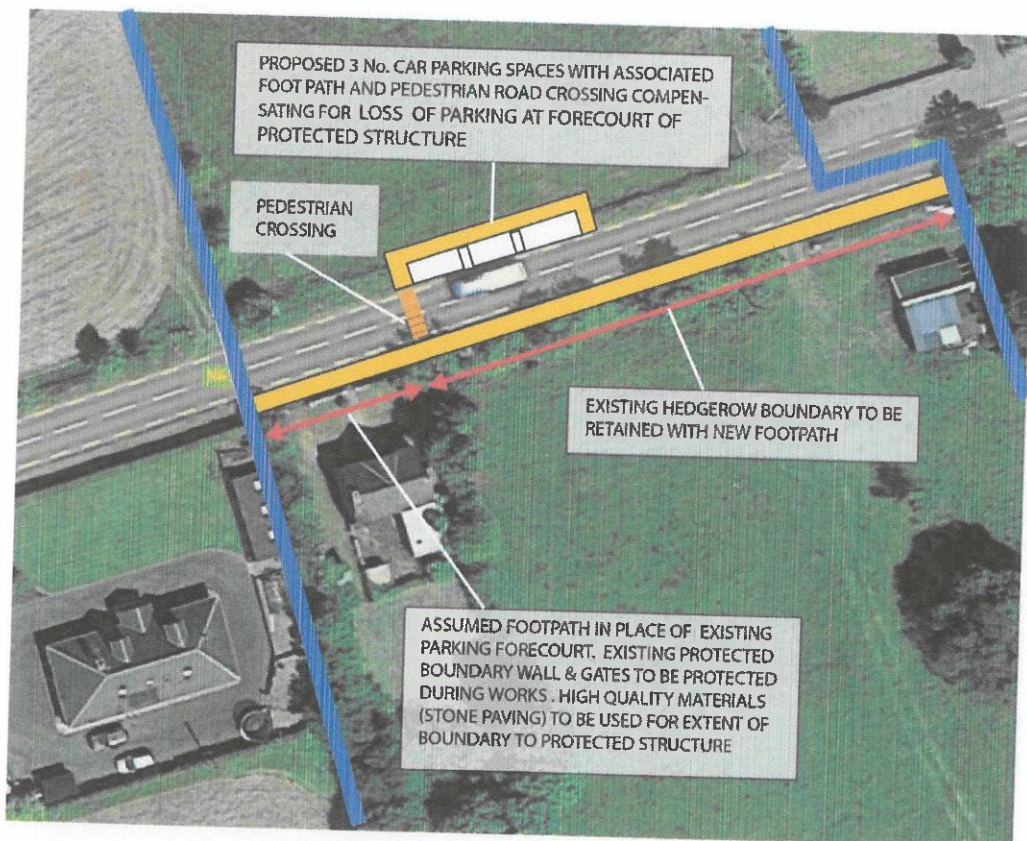 PROPOSED 3 No. CAR PARKING SPACES WITH ASSOCIATED
FOOT PATH AND PEDESTRIAN ROAD CROSSING COMPEN-
SATING FOR LOSS OF PARKING AT FORECOURT OF
PROTECTED STRUCTURE
PEDESTRIAN
CROSSING
EXISTING HEDGEROW BOUNDARY TO BE
RETAINED WITH NEW FOOTPATH
ASSUMED FOOTPATH IN PLACE OF EXISTING
PARKING FORECOURT. EXISTING PROTECTED
BOUNDARY WALL & GATES TO BE PROTECTED
DURING WORKS . HIGH QUALITY MATERIALS
(STONE PAVING) TO BE USED FOR EXTENT OF
BOUNDARY TO PROTECTED STRUCTURE